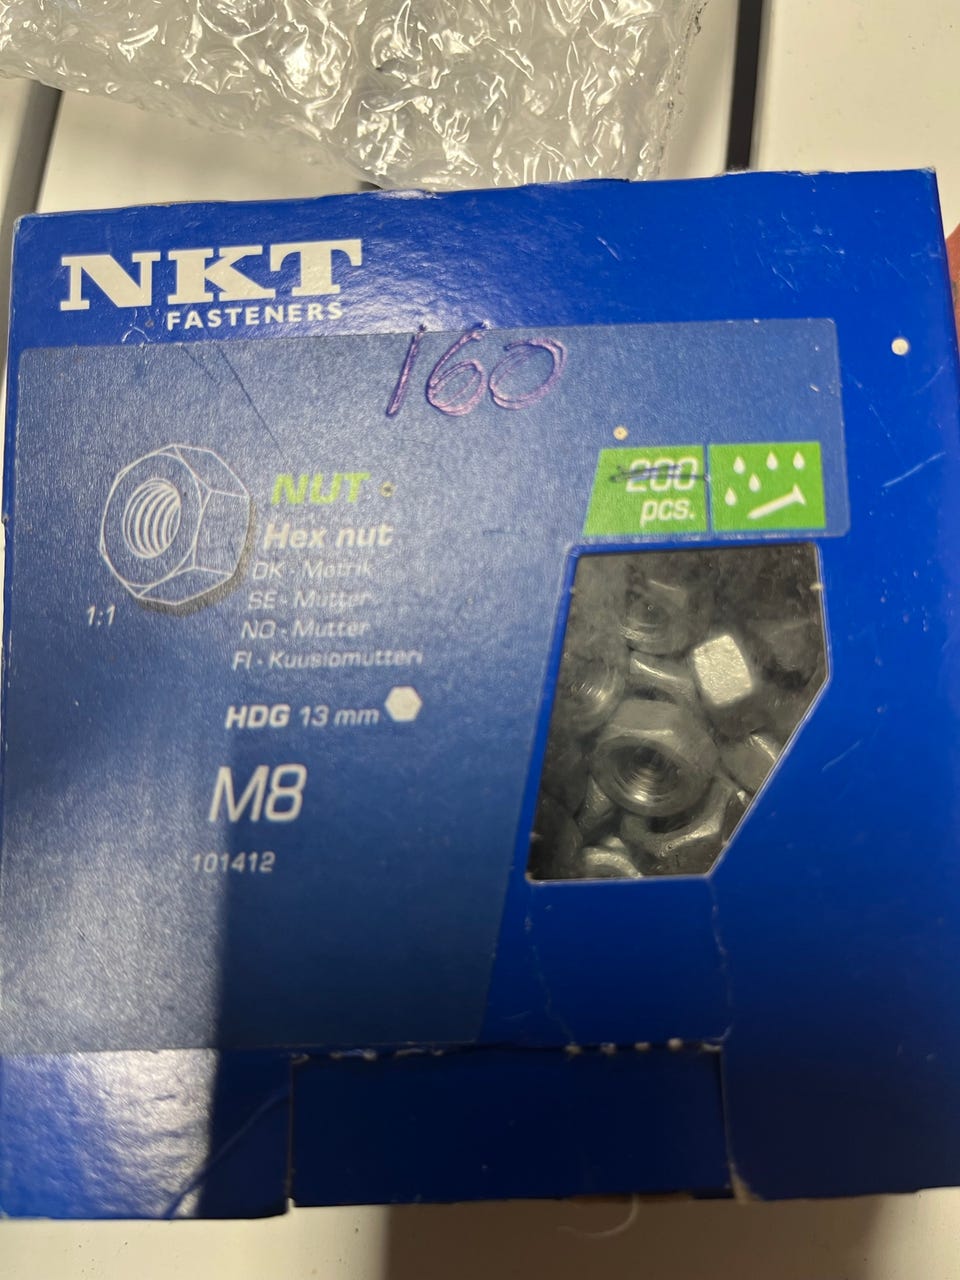 NKT
FASTENERS
160
200
pcs.
NUT
Hex nut
DK · Møtrik
SE · Mutter
NO · Mutter
FI · Kuusiomutteri
1:1
HDG 13 mm
M8
101412